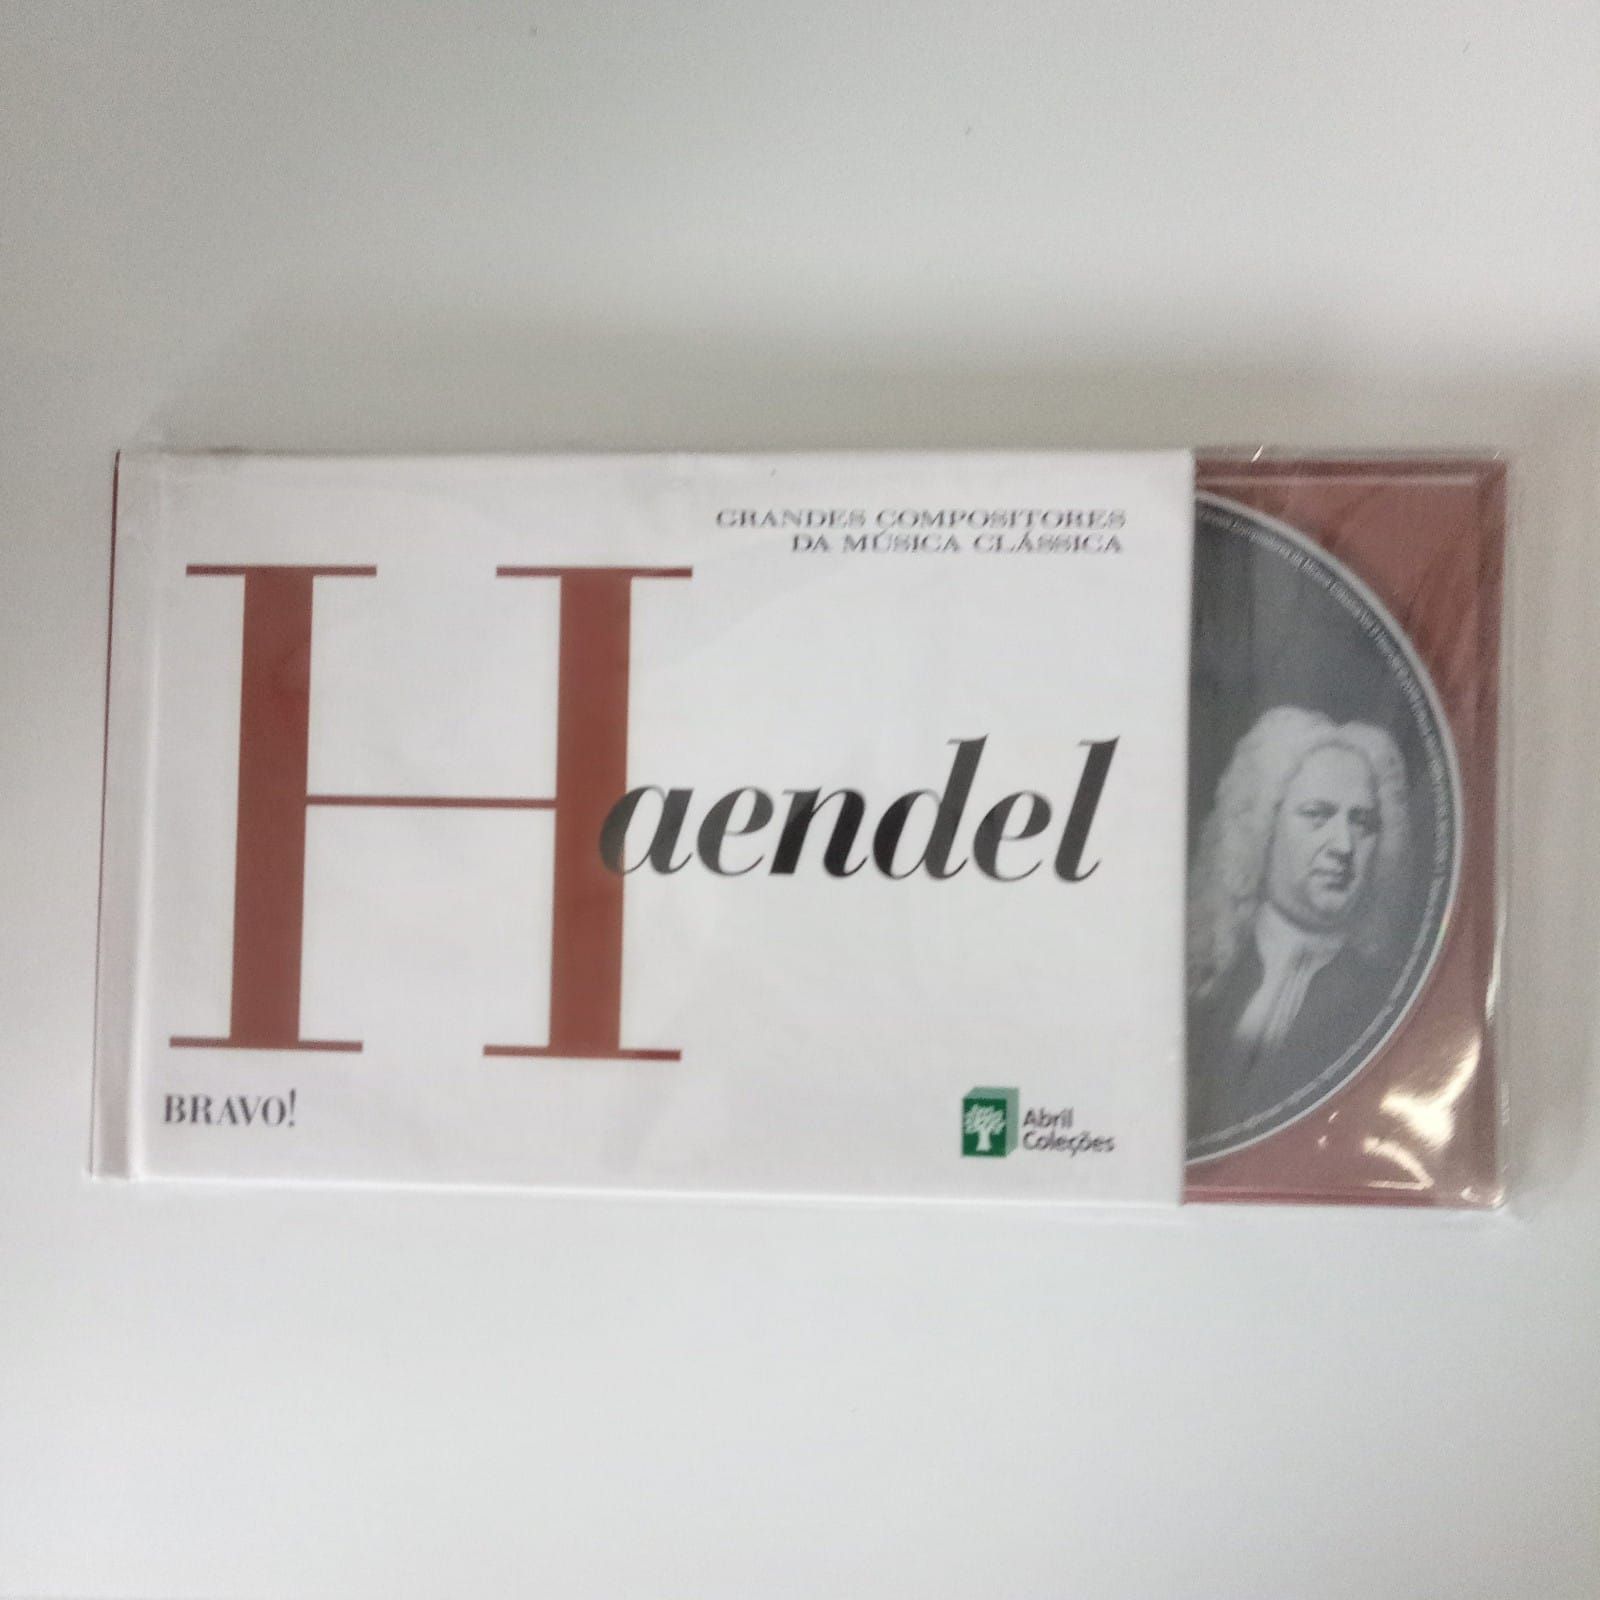 GRANDES COMPOSITORES
DA MÚSICA CLÁSSICA
Haendel
BRAVO!
Abril
Coleções